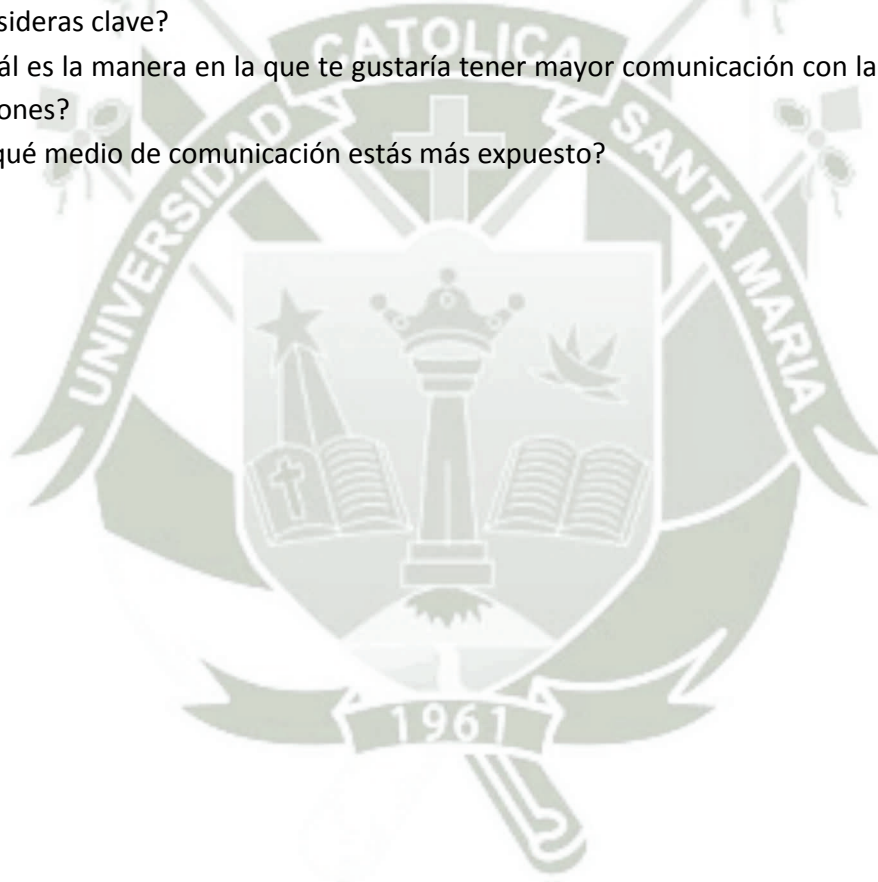 sideras clave?
ál es la manera en la que te gustaría tener mayor comunicación con la
ones?
qué medio de comunicación estás más expuesto?
UNIVERSIDAD CATOLICA SANTA MARIA
1961